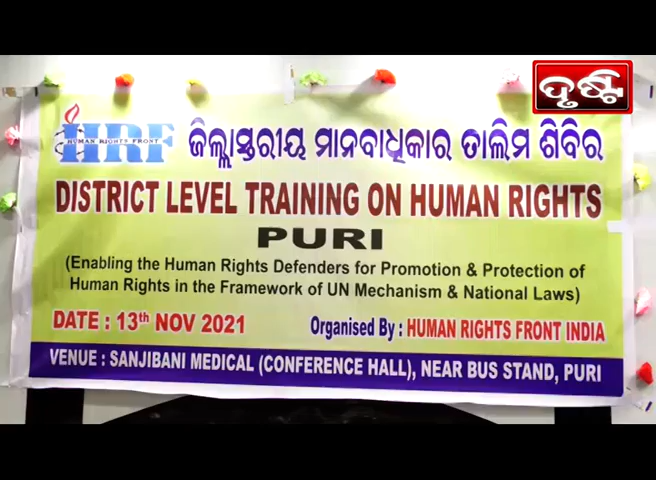 ଦୃଷ୍ଟି
HRF
HUMAN RIGHTS FRONT
ଜିଲ୍ଲାସ୍ତରୀୟ ମାନବାଧିକାର ତାଲିମ ଶିବିର
DISTRICT LEVEL TRAINING ON HUMAN RIGHTS
PURI
(Enabling the Human Rights Defenders for Promotion & Protection of
Human Rights in the Framework of UN Mechanism & National Laws)
DATE : 13th NOV 2021 Organised By : HUMAN RIGHTS FRONT INDIA
VENUE : SANJIBANI MEDICAL (CONFERENCE HALL), NEAR BUS STAND, PURI